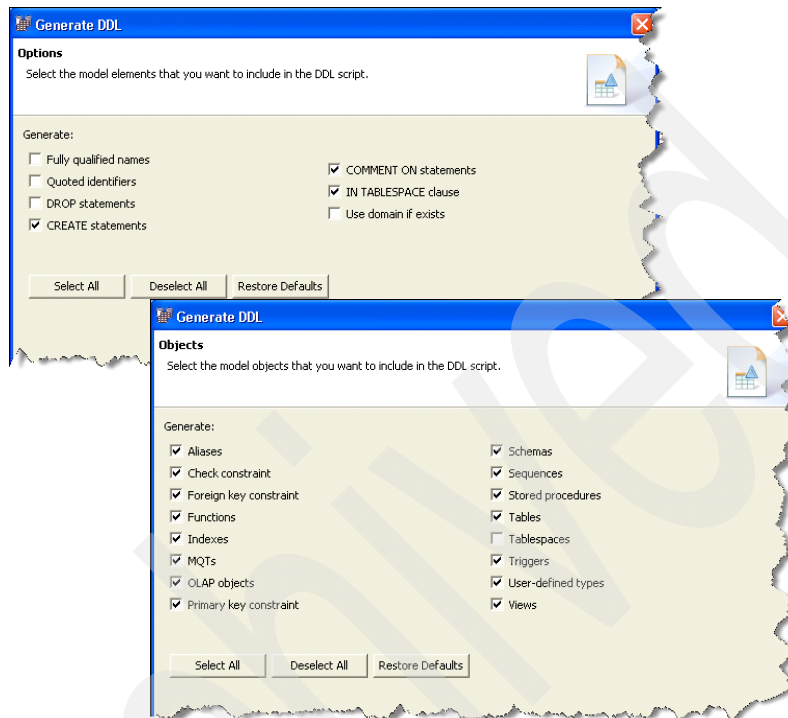 Generate DDL
Options
Select the model elements that you want to include in the DDL script.
Generate:
Fully qualified names
Quoted identifiers
DROP statements
CREATE statements
COMMENT ON statements
IN TABLESPACE clause
Use domain if exists
Select All Deselect All Restore Defaults
Generate DDL
Objects
Select the model objects that you want to include in the DDL script.
Generate:
Aliases
Check constraint
Foreign key constraint
Functions
Indexes
MQTs
OLAP objects
Primary key constraint
Schemas
Sequences
Stored procedures
Tables
Tablespaces
Triggers
User-defined types
Views
Select All Deselect All Restore Defaults